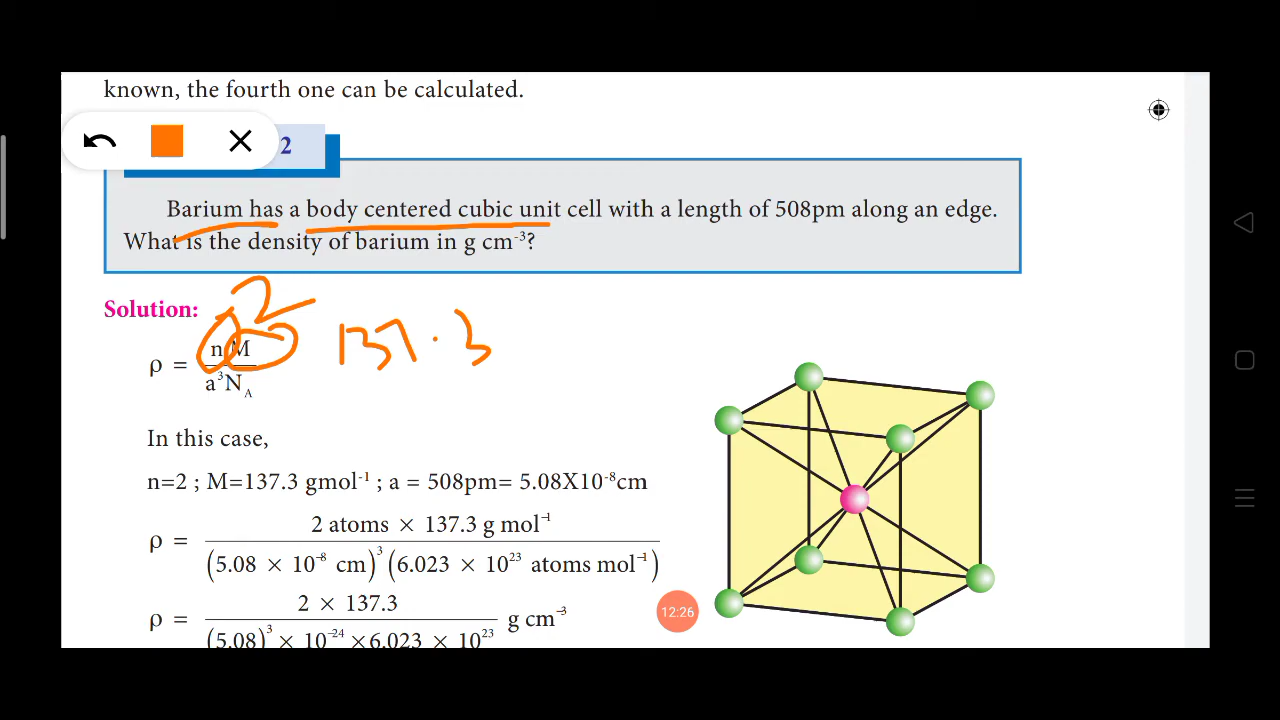 known, the fourth one can be calculated.
2
Barium has a body centered cubic unit cell with a length of 508pm along an edge.
What is the density of barium in g cm⁻³?
Solution:
2
137.3
ρ = nM / a³N_A
In this case,
n=2 ; M=137.3 gmol⁻¹ ; a = 508pm= 5.08X10⁻⁸cm
ρ = 2 atoms × 137.3 g mol⁻¹ / (5.08 × 10⁻⁸ cm)³ (6.023 × 10²³ atoms mol⁻¹)
ρ = 2 × 137.3 / (5.08)³ × 10⁻²⁴ ×6.023 × 10²³ g cm⁻³
12:26